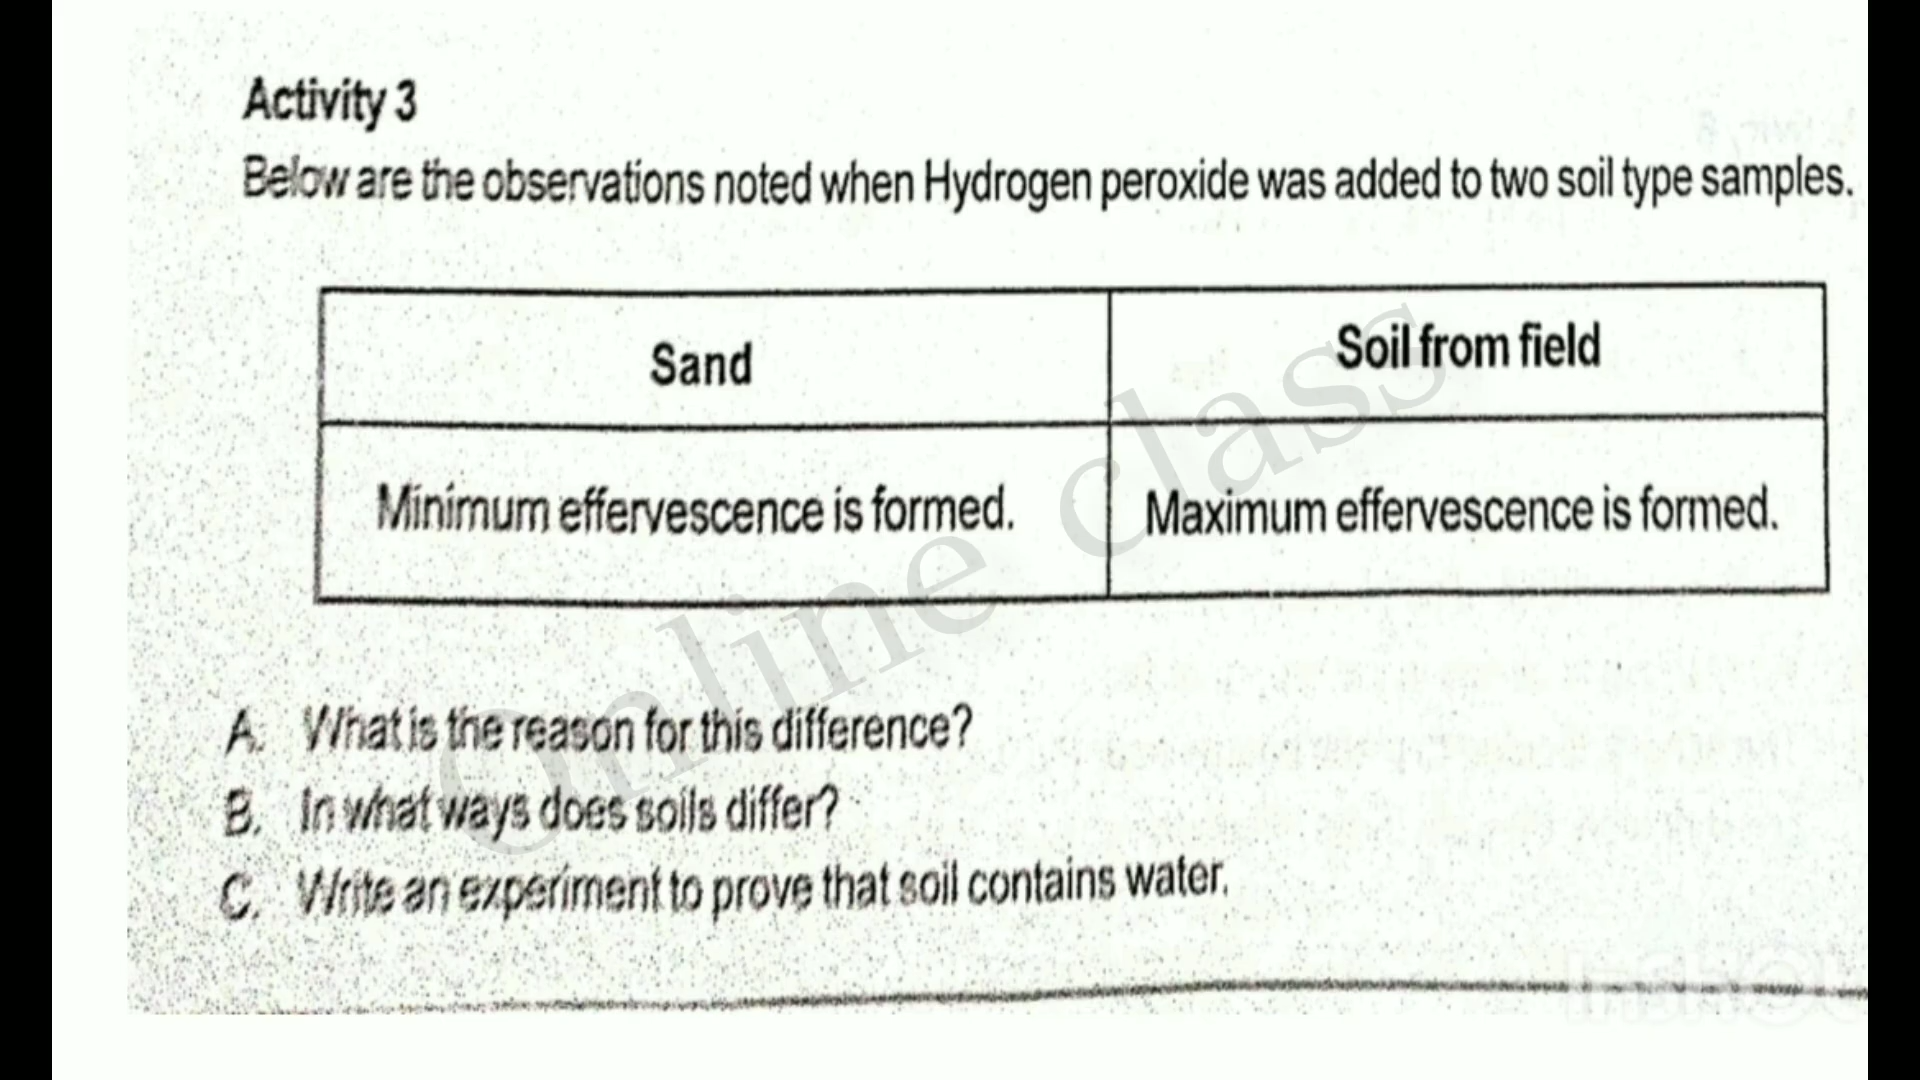 Activity 3
Below are the observations noted when Hydrogen peroxide was added to two soil type samples.
Sand
Soil from field
Minimum effervescence is formed.
Maximum effervescence is formed.
A. What is the reason for this difference?
B. In what ways does soils differ?
C. Write an experiment to prove that soil contains water.
Online class